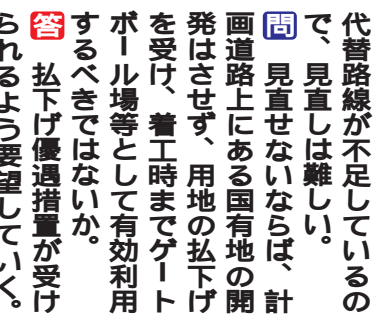 代替路線が不足しているの
で、見直しは難しい。
問 見直せないならば、計
画道路上にある国有地の開
発はさせず、用地の払下げ
を受け、着工時までゲート
ボール場等として有効利用
するべきではないか。
答 払下げ優遇措置が受け
られるよう要望していく。